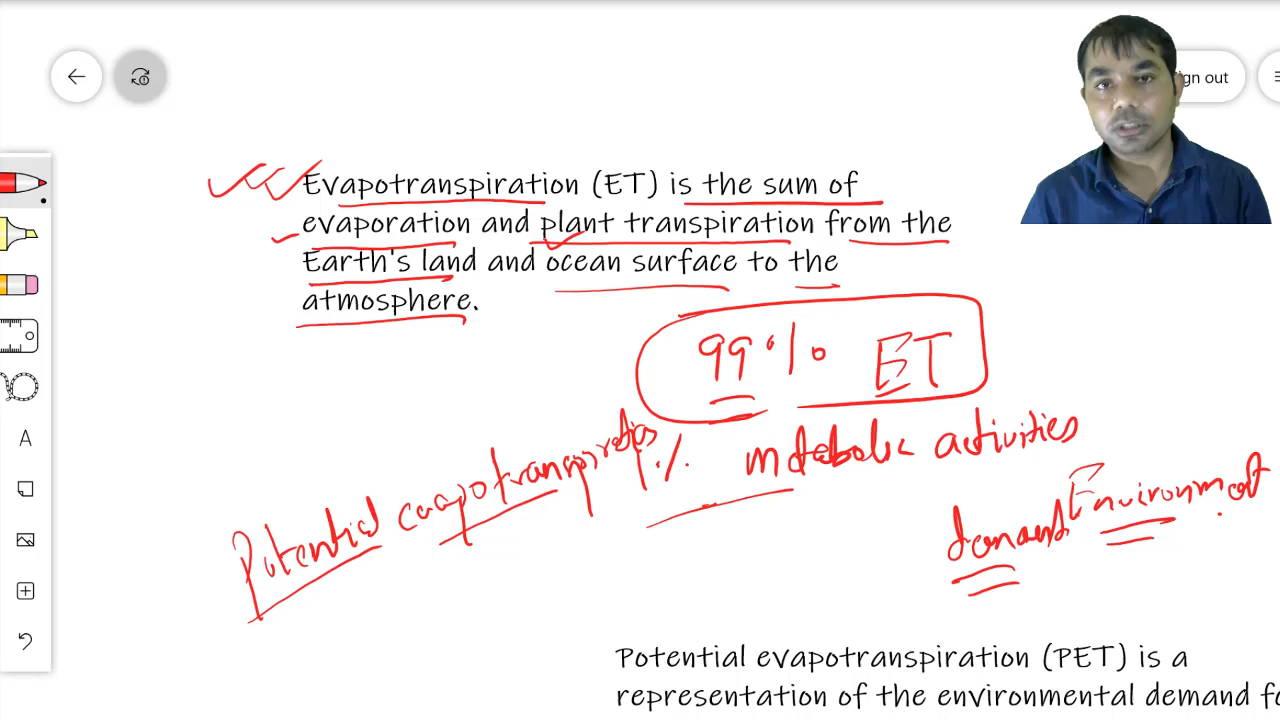 gn out
Evapotranspiration (ET) is the sum of
evaporation and plant transpiration from the
Earth's land and ocean surface to the
atmosphere.
99% ET
1% metabolic activities
Potential
demand Environment
A
Potential evapotranspiration (PET) is a
representation of the environmental demand fo